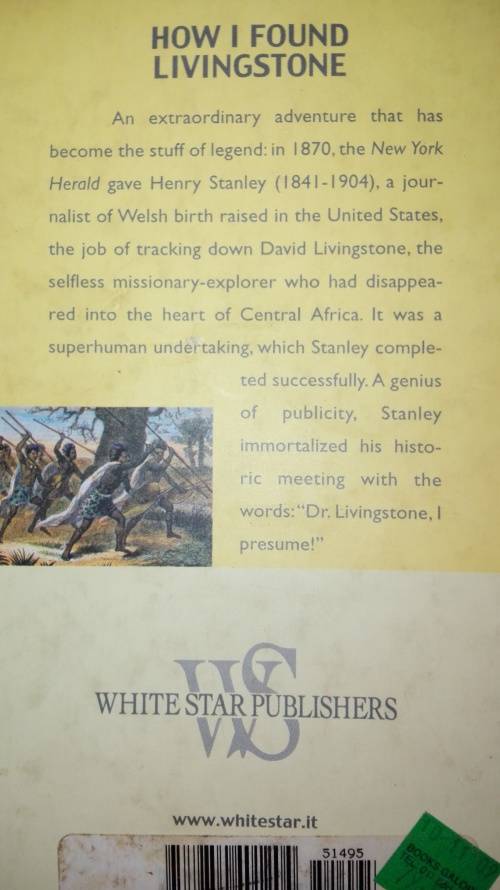 HOW I FOUND
LIVINGSTONE
An extraordinary adventure that has
become the stuff of legend: in 1870, the New York
Herald gave Henry Stanley (1841-1904), a jour-
nalist of Welsh birth raised in the United States,
the job of tracking down David Livingstone, the
selfless missionary-explorer who had disappea-
red into the heart of Central Africa. It was a
superhuman undertaking, which Stanley comple-
ted successfully. A genius
of publicity, Stanley
immortalized his histo-
ric meeting with the
words: "Dr. Livingstone, I
presume!"
WS
WHITE STAR PUBLISHERS
www.whitestar.it
51495
BOOKS
TEL